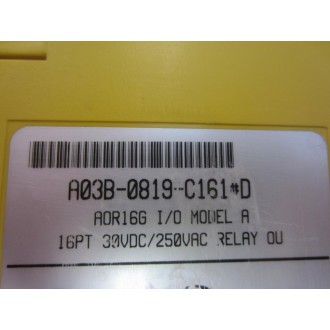 A03B-0819-C161#D
AOR16G I/O MODEL A
16PT 30VDC/250VAC RELAY OU